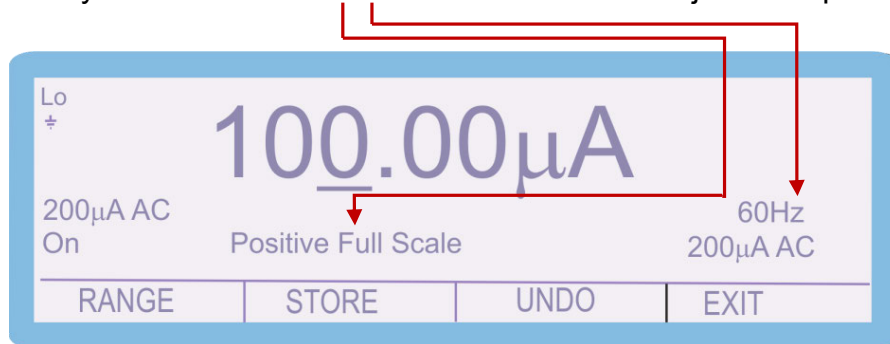 Lo
100.00μA
200μA AC
60Hz
On
Positive Full Scale
200μA AC
RANGE
STORE
UNDO
EXIT